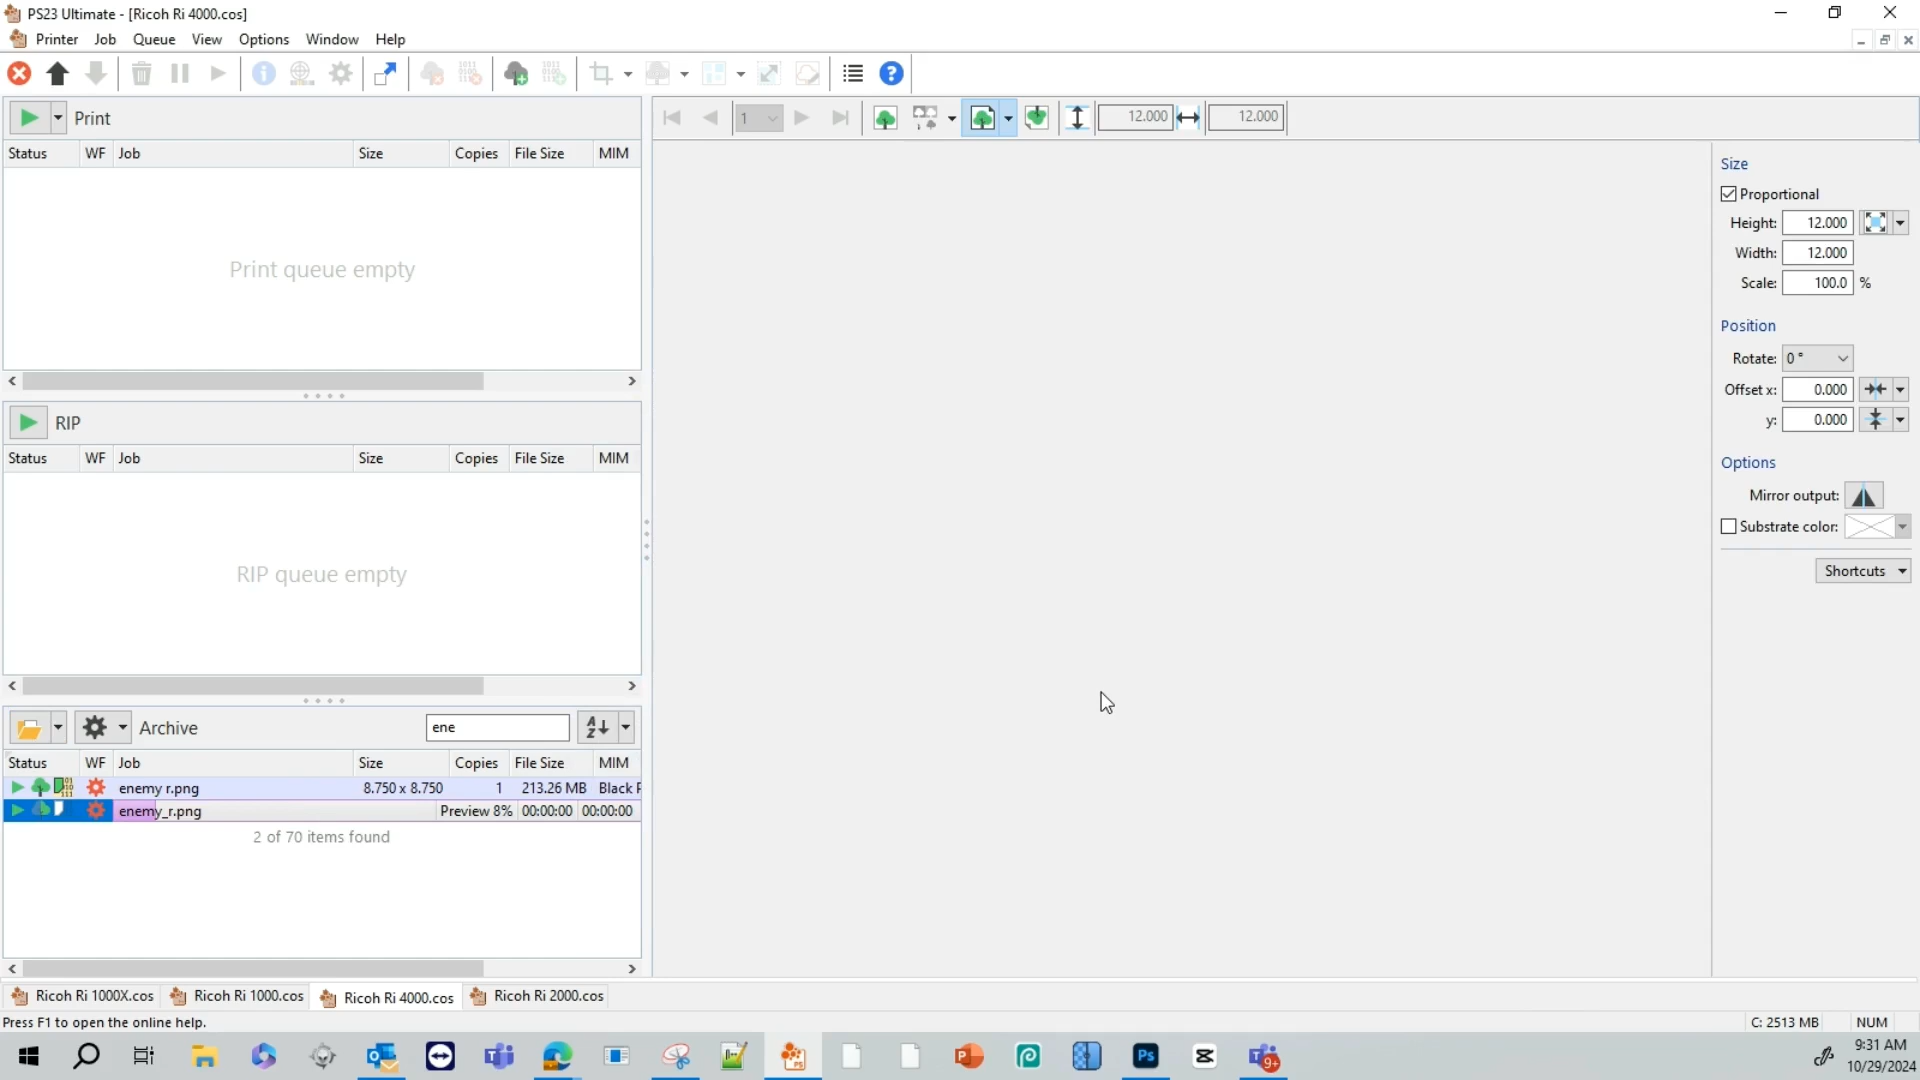 PS23 Ultimate - [Ricoh Ri 4000.cos]
Printer Job Queue View Options Window Help
Print
Status WF Job Size Copies File Size MIM
Print queue empty
RIP
Status WF Job Size Copies File Size MIM
RIP queue empty
Archive ene
Status WF Job Size Copies File Size MIM
enemy r.png 8.750 x 8.750 1 213.26 MB Black
enemy_r.png Preview 8% 00:00:00 00:00:00
2 of 70 items found
1 12.000 12.000
Size
Proportional
Height: 12.000
Width: 12.000
Scale: 100.0 %
Position
Rotate: 0 °
Offset x: 0.000
y: 0.000
Options
Mirror output:
Substrate color:
Shortcuts
Ricoh Ri 1000X.cos Ricoh Ri 1000.cos Ricoh Ri 4000.cos Ricoh Ri 2000.cos
Press F1 to open the online help. C: 2513 MB NUM
9:31 AM
10/29/2024